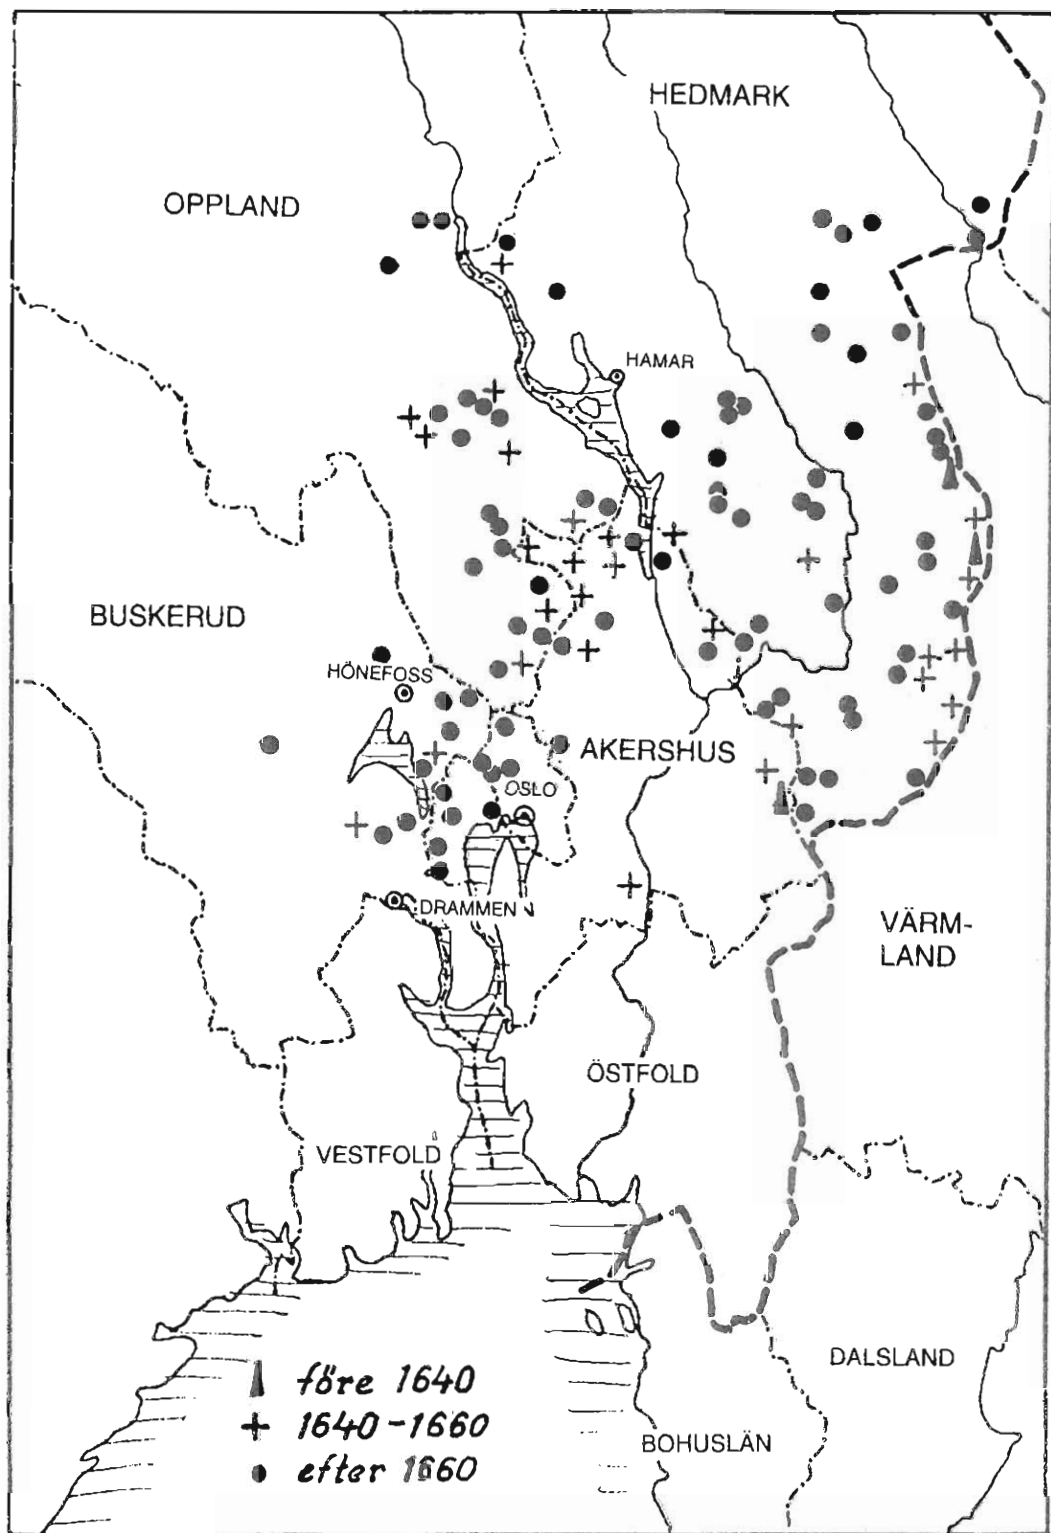 HEDMARK
OPPLAND
HAMAR
BUSKERUD
HÖNEFOSS
AKERSHUS
OSLO
DRAMMEN
VÄRM-
LAND
ÖSTFOLD
VESTFOLD
DALSLAND
före 1640
1640-1660
BOHUSLÄN
efter 1660